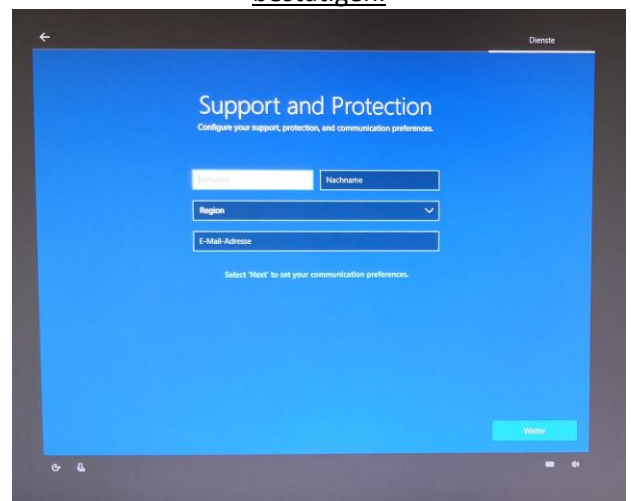 Dienste
Support and Protection
Configure your support, protection, and communication preferences.
Vorname Nachname
Region
E-Mail-Adresse
Select 'Next' to set your communication preferences.
Weiter